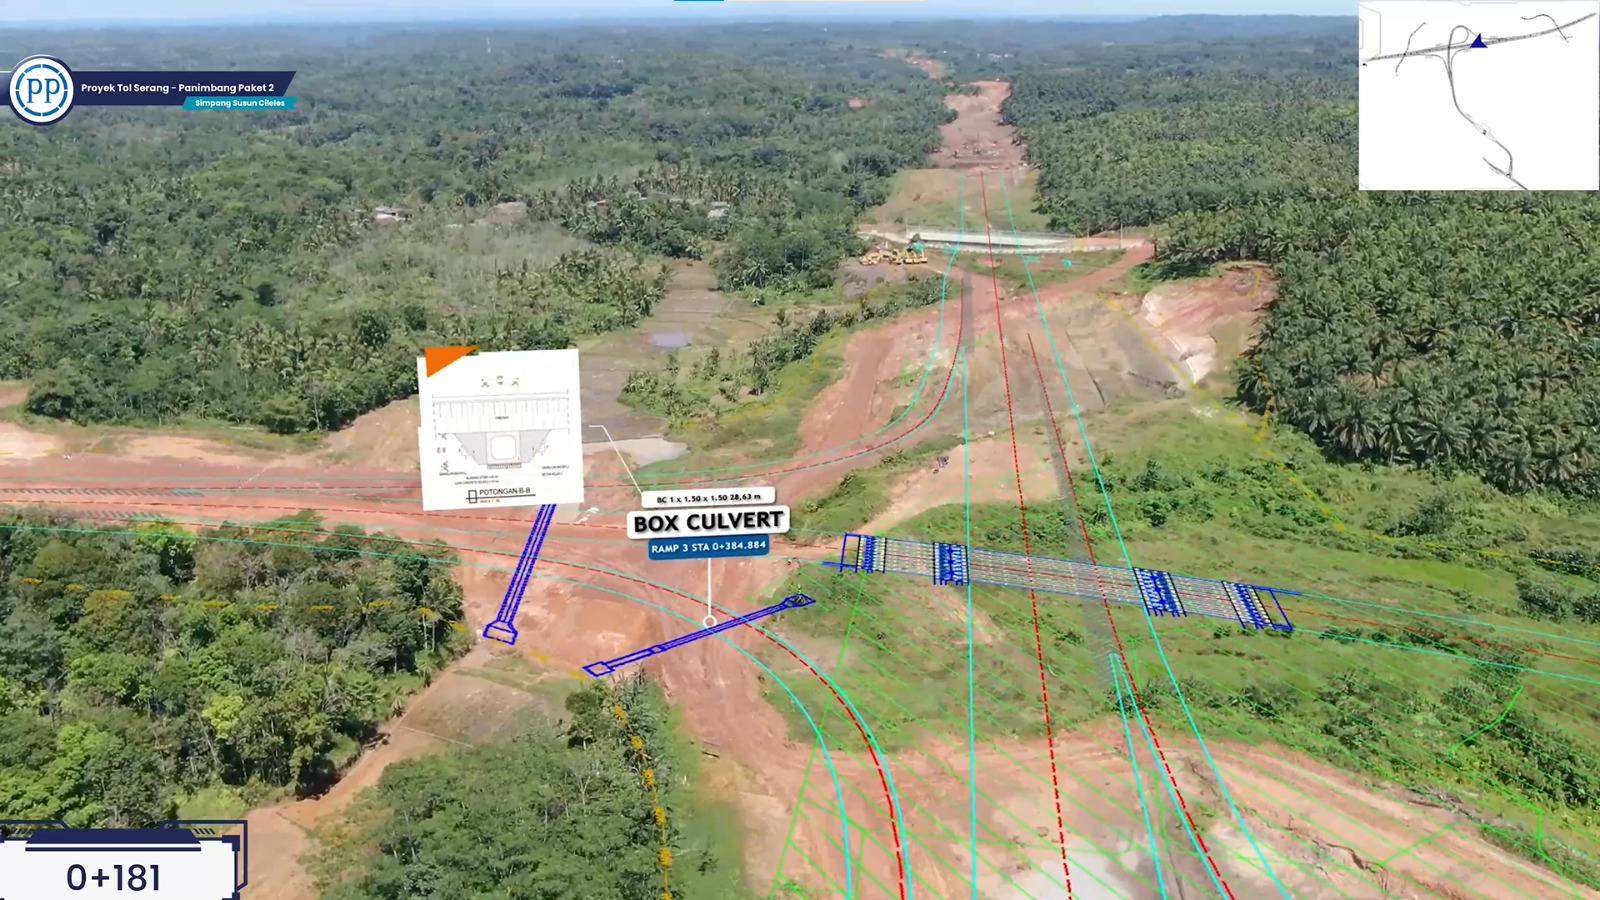 PP
Proyek Tol Serang - Panimbang Paket 2
Simpang Susun Cileles
POTONGAN B-B
BC 1 x 1.50 x 1.50 28,63 m
BOX CULVERT
RAMP 3 STA 0+384.884
0+181